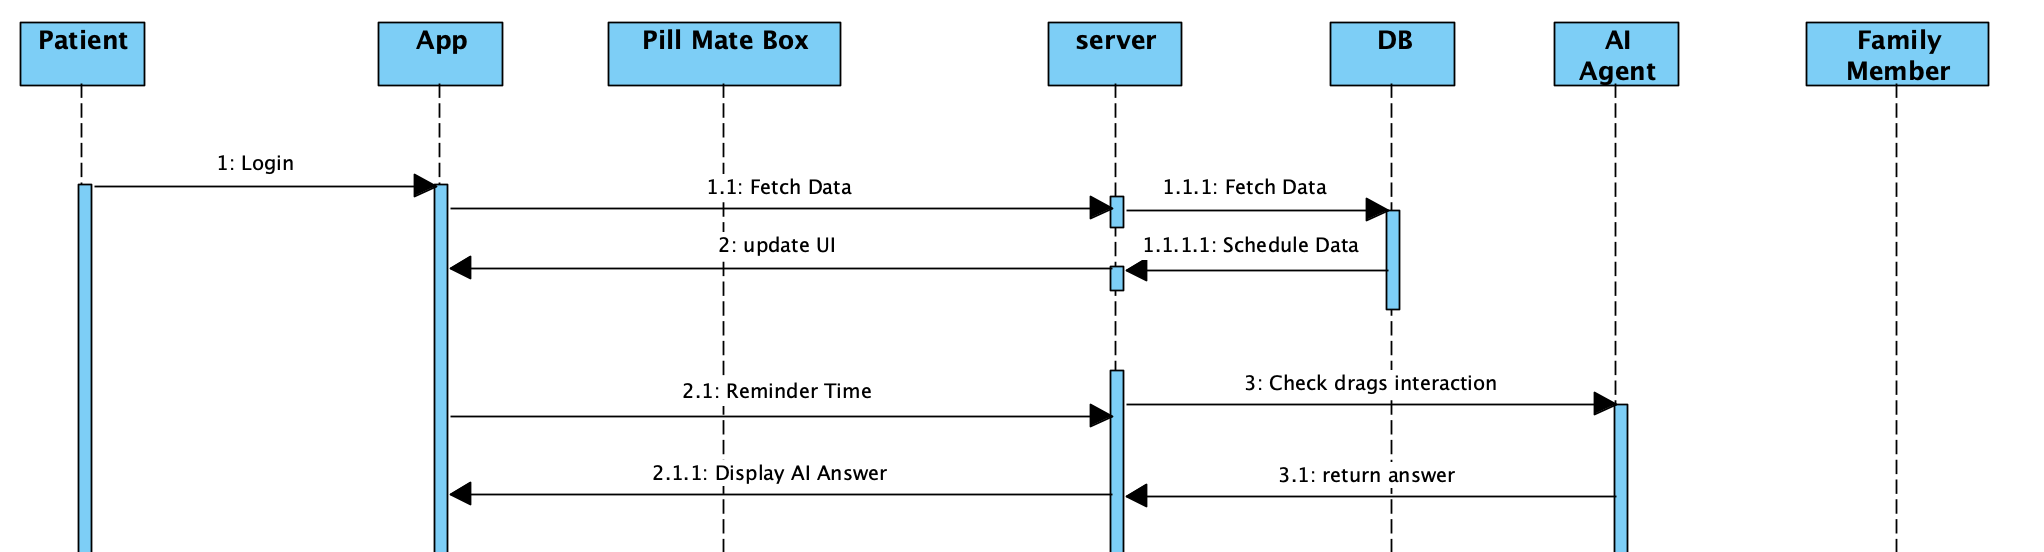 Patient
App
Pill Mate Box
server
DB
AI
Agent
Family
Member
1: Login
1.1: Fetch Data
1.1.1: Fetch Data
2: update UI
1.1.1.1: Schedule Data
2.1: Reminder Time
3: Check drags interaction
2.1.1: Display AI Answer
3.1: return answer